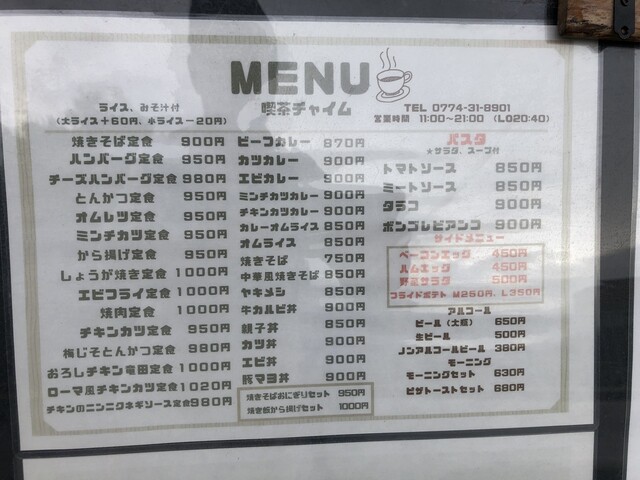 MENU
喫茶チャイム
ライス、みそ汁付
(大ライス+60円、小ライス-20円)
TEL 0774-31-8901
営業時間 11:00~21:00 (LO20:40)
焼きそば定食 900円
ハンバーグ定食 950円
チーズハンバーグ定食 980円
とんかつ定食 950円
オムレツ定食 950円
ミンチカツ定食 950円
から揚げ定食 950円
しょうが焼き定食 1000円
エビフライ定食 1000円
焼肉定食 1000円
チキンカツ定食 950円
梅じそとんかつ定食 980円
おろしチキン竜田定食 1000円
ローマ風チキンカツ定食 1020円
チキンのニンニクネギソース定食 980円
ビーフカレー 870円
カツカレー 900円
エビカレー 900円
ミンチカツカレー 900円
チキンカツカレー 900円
カレーオムライス 850円
オムライス 850円
焼きそば 750円
中華風焼きそば 850円
ヤキメシ 850円
牛カルビ丼 900円
親子丼 850円
カツ丼 900円
エビ丼 900円
豚マヨ丼 900円
焼きそばおにぎりセット 950円
焼き飯から揚げセット 1000円
パスタ
★サラダ、スープ付
トマトソース 850円
ミートソース 850円
タラコ 900円
ボンゴレビアンコ 900円
サイドメニュー
ベーコンエッグ 450円
ハムエッグ 450円
野菜サラダ 500円
フライドポテト M250円、L350円
アルコール
ビール (大瓶) 650円
生ビール 500円
ノンアルコールビール 380円
モーニング
モーニングセット 630円
ピザトーストセット 680円